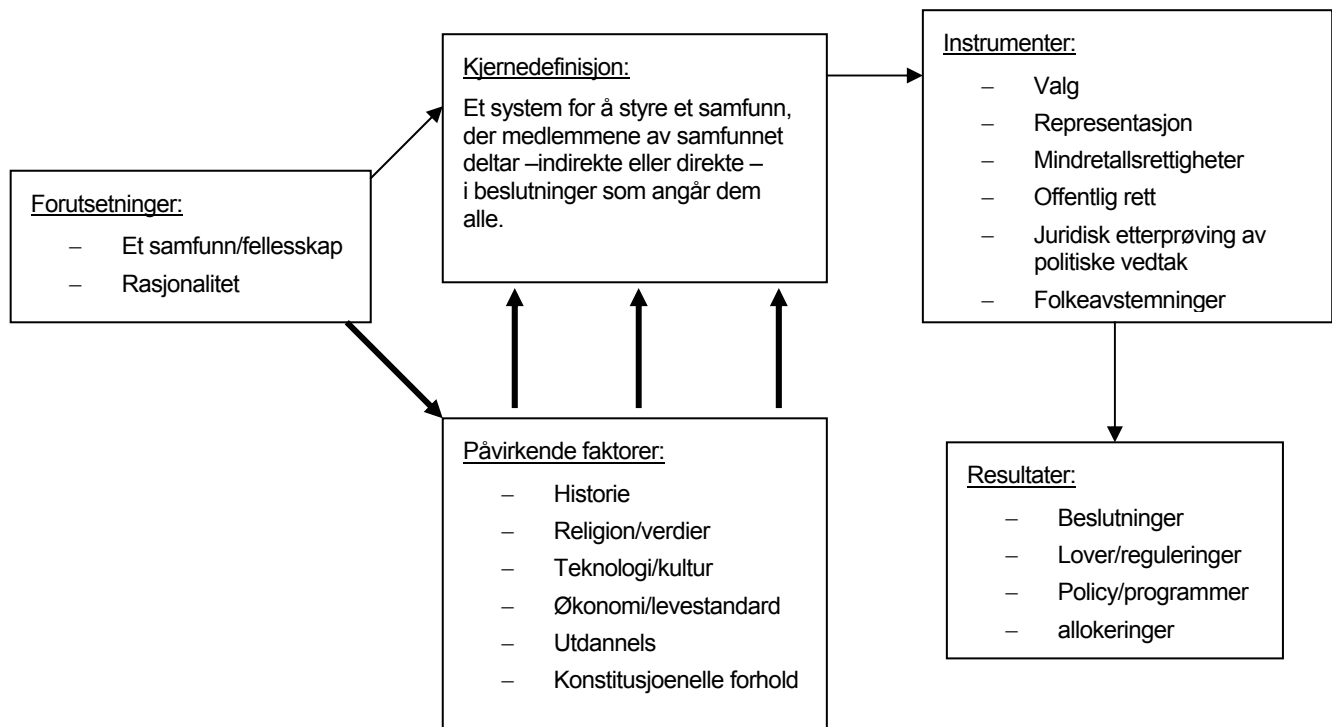 Forutsetninger:
– Et samfunn/fellesskap
– Rasjonalitet
Kjernedefinisjon:
Et system for å styre et samfunn,
der medlemmene av samfunnet
deltar –indirekte eller direkte –
i beslutninger som angår dem
alle.
Påvirkende faktorer:
– Historie
– Religion/verdier
– Teknologi/kultur
– Økonomi/levestandard
– Utdannels
– Konstitusjoenelle forhold
Instrumenter:
– Valg
– Representasjon
– Mindretallsrettigheter
– Offentlig rett
– Juridisk etterprøving av
politiske vedtak
– Folkeavstemninger
Resultater:
– Beslutninger
– Lover/reguleringer
– Policy/programmer
– allokeringer